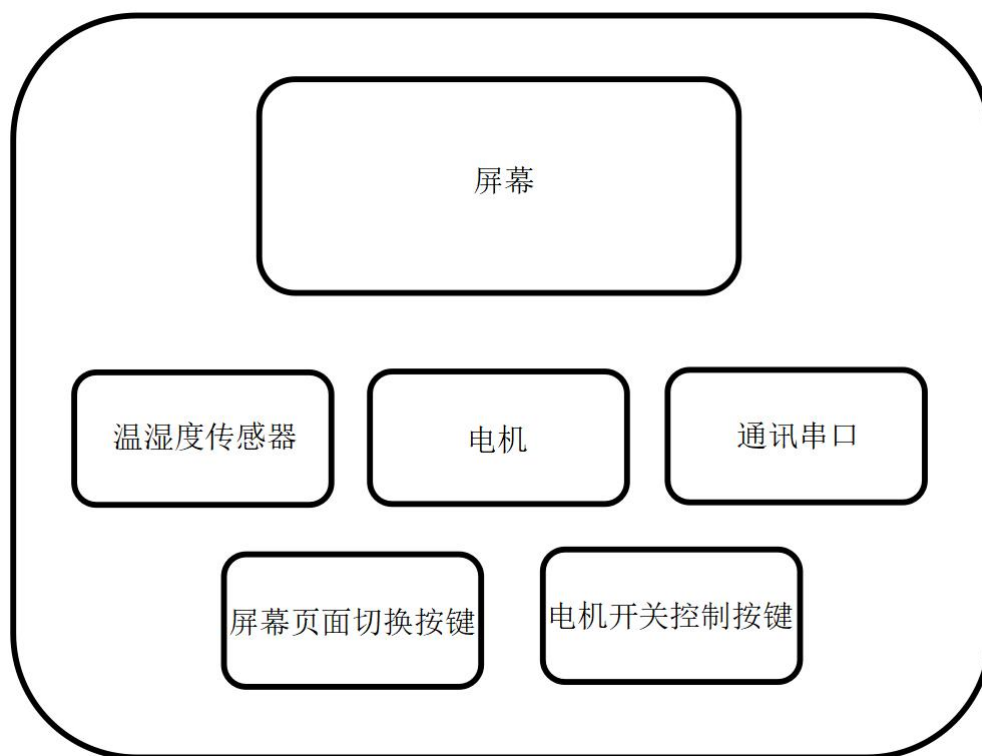 屏幕
温湿度传感器
电机
通讯串口
屏幕页面切换按键
电机开关控制按键